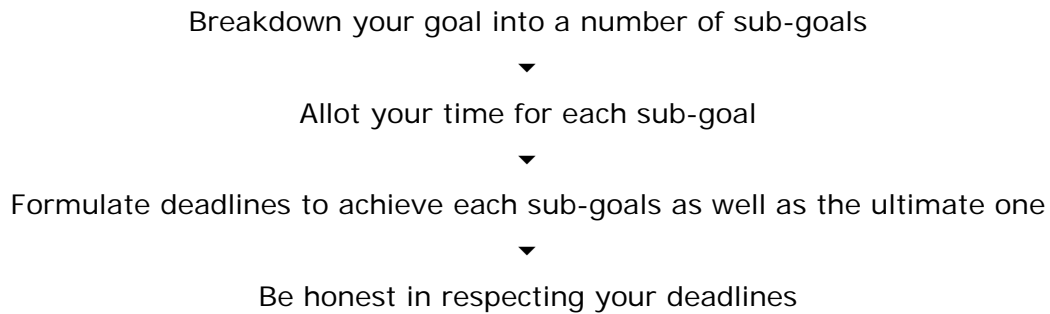 Breakdown your goal into a number of sub-goals
Allot your time for each sub-goal
Formulate deadlines to achieve each sub-goals as well as the ultimate one
Be honest in respecting your deadlines